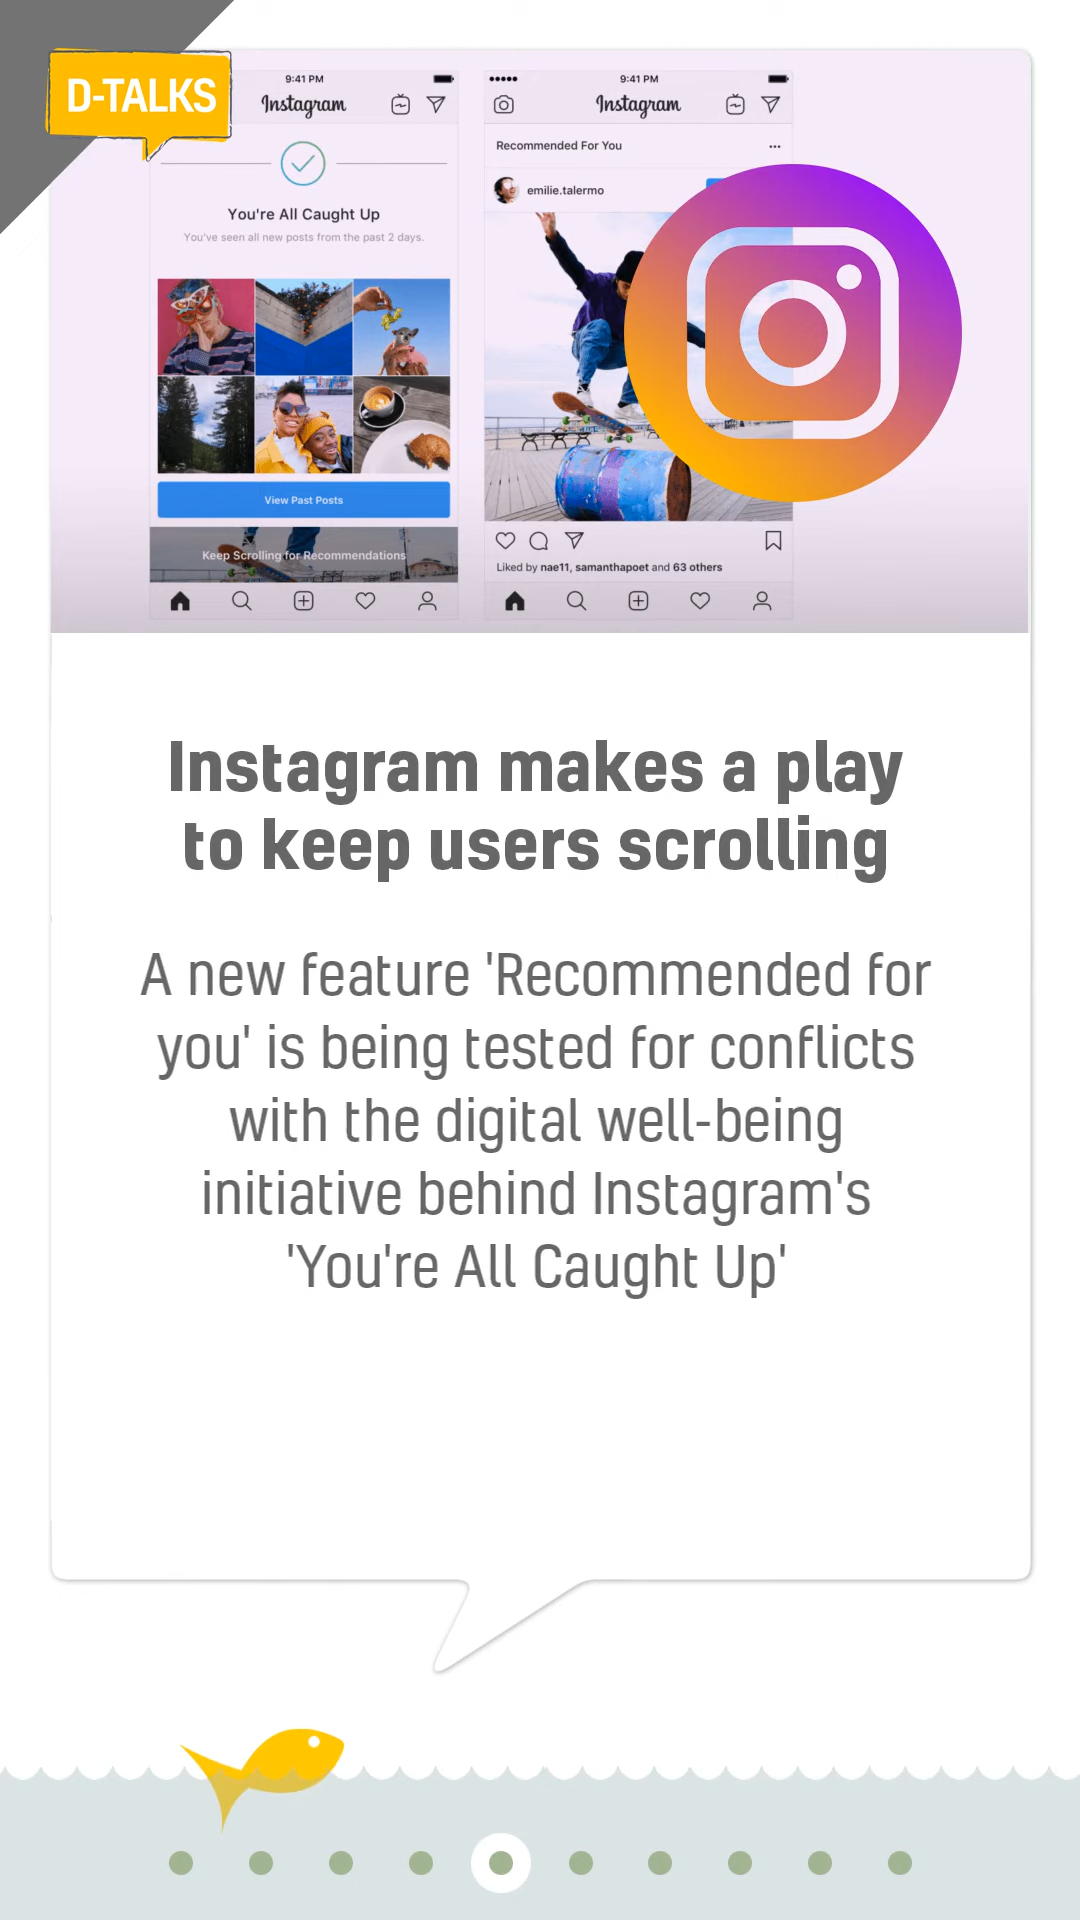 D-TALKS
9:41 PM
Instagram
You're All Caught Up
You've seen all new posts from the past 2 days.
View Past Posts
Keep Scrolling for Recommendations
9:41 PM
Instagram
Recommended For You
emilie.talermo
Liked by nae11, samanthapoet and 63 others
Instagram makes a play
to keep users scrolling
A new feature 'Recommended for
you' is being tested for conflicts
with the digital well-being
initiative behind Instagram's
'You're All Caught Up'